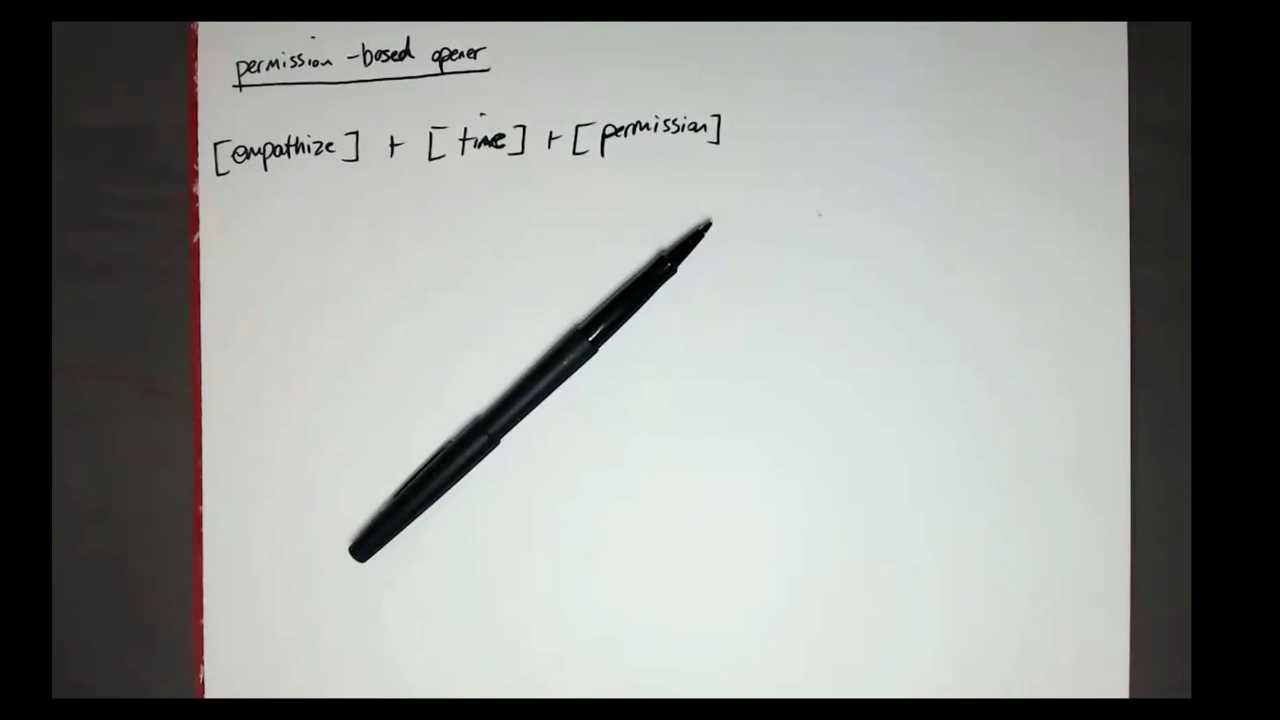 permission-based opener
[empathize] + [time] + [permission]